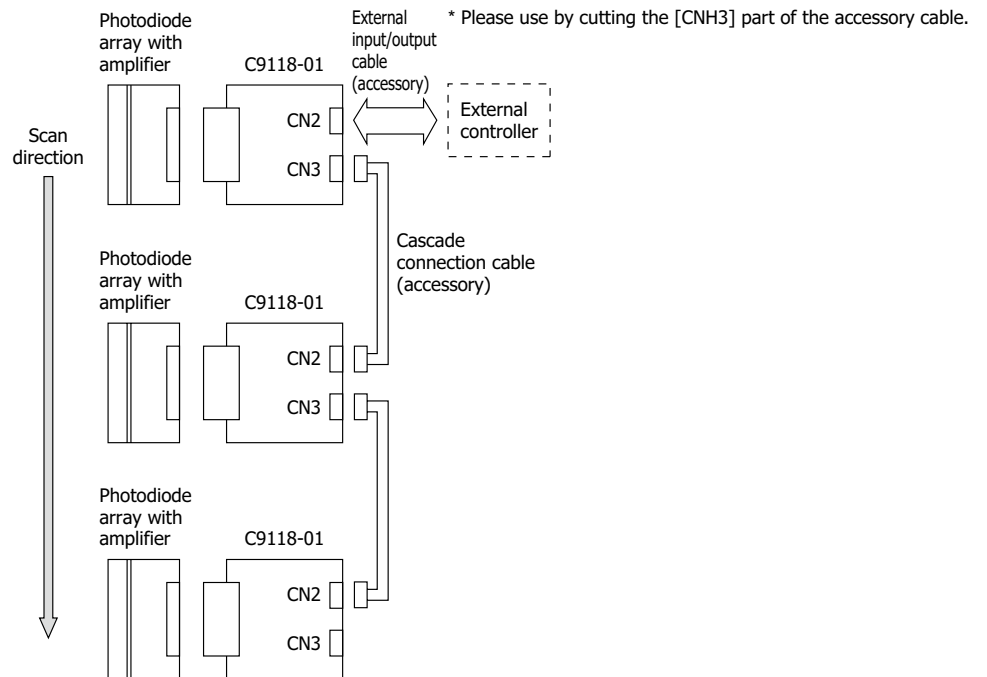 Photodiode
array with
amplifier
C9118-01
External
input/output
cable
(accessory)
* Please use by cutting the [CNH3] part of the accessory cable.
CN2
External
controller
CN3
Scan
direction
Cascade
connection cable
(accessory)
Photodiode
array with
amplifier
C9118-01
CN2
CN3
Photodiode
array with
amplifier
C9118-01
CN2
CN3